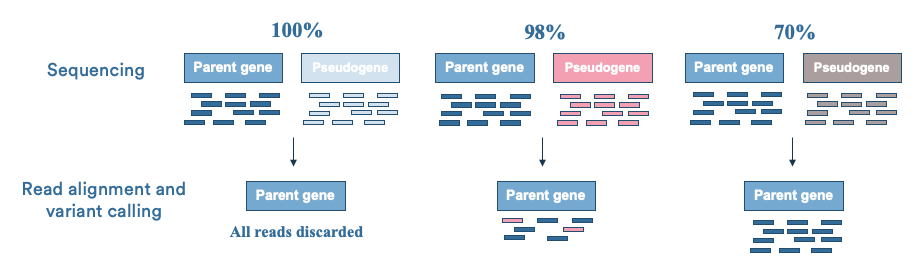 100%
98%
70%
Sequencing
Parent gene
Pseudogene
Parent gene
Pseudogene
Parent gene
Pseudogene
Read alignment and
variant calling
Parent gene
Parent gene
Parent gene
All reads discarded